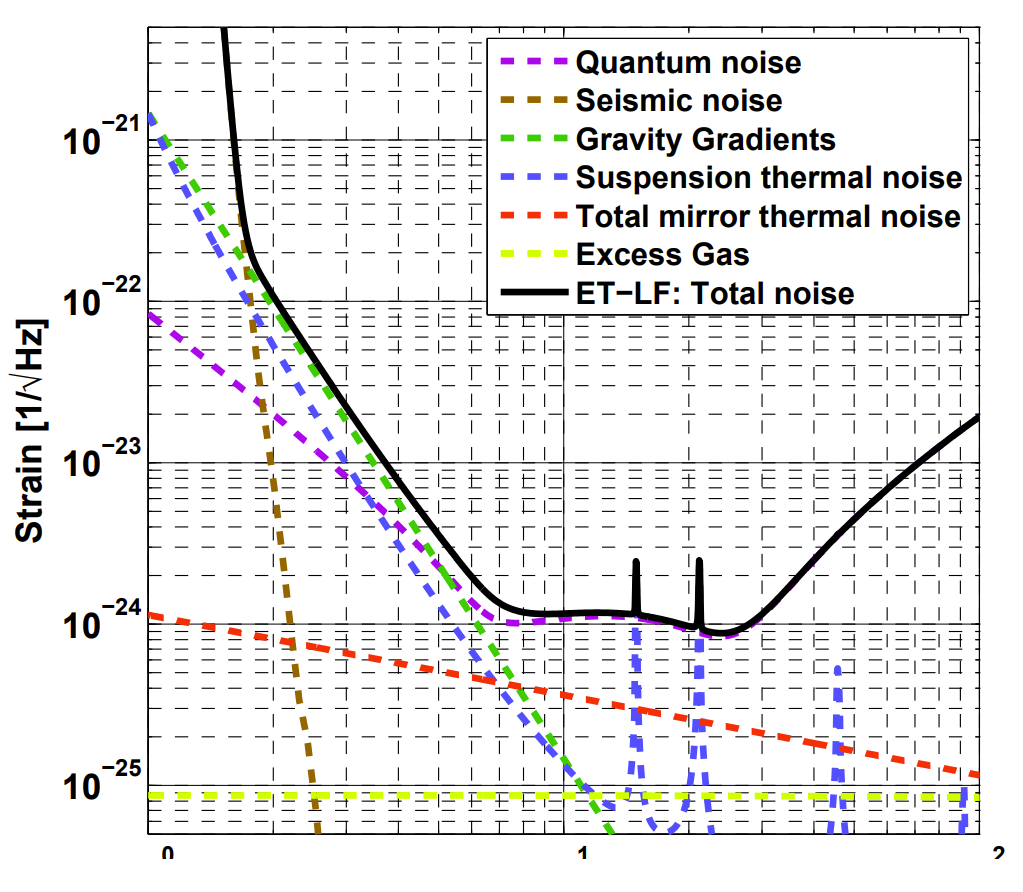 Quantum noise
Seismic noise
Gravity Gradients
Suspension thermal noise
Total mirror thermal noise
Excess Gas
ET−LF: Total noise
Strain [1/√Hz]
10−21
10−22
10−23
10−24
10−25
0 1 2